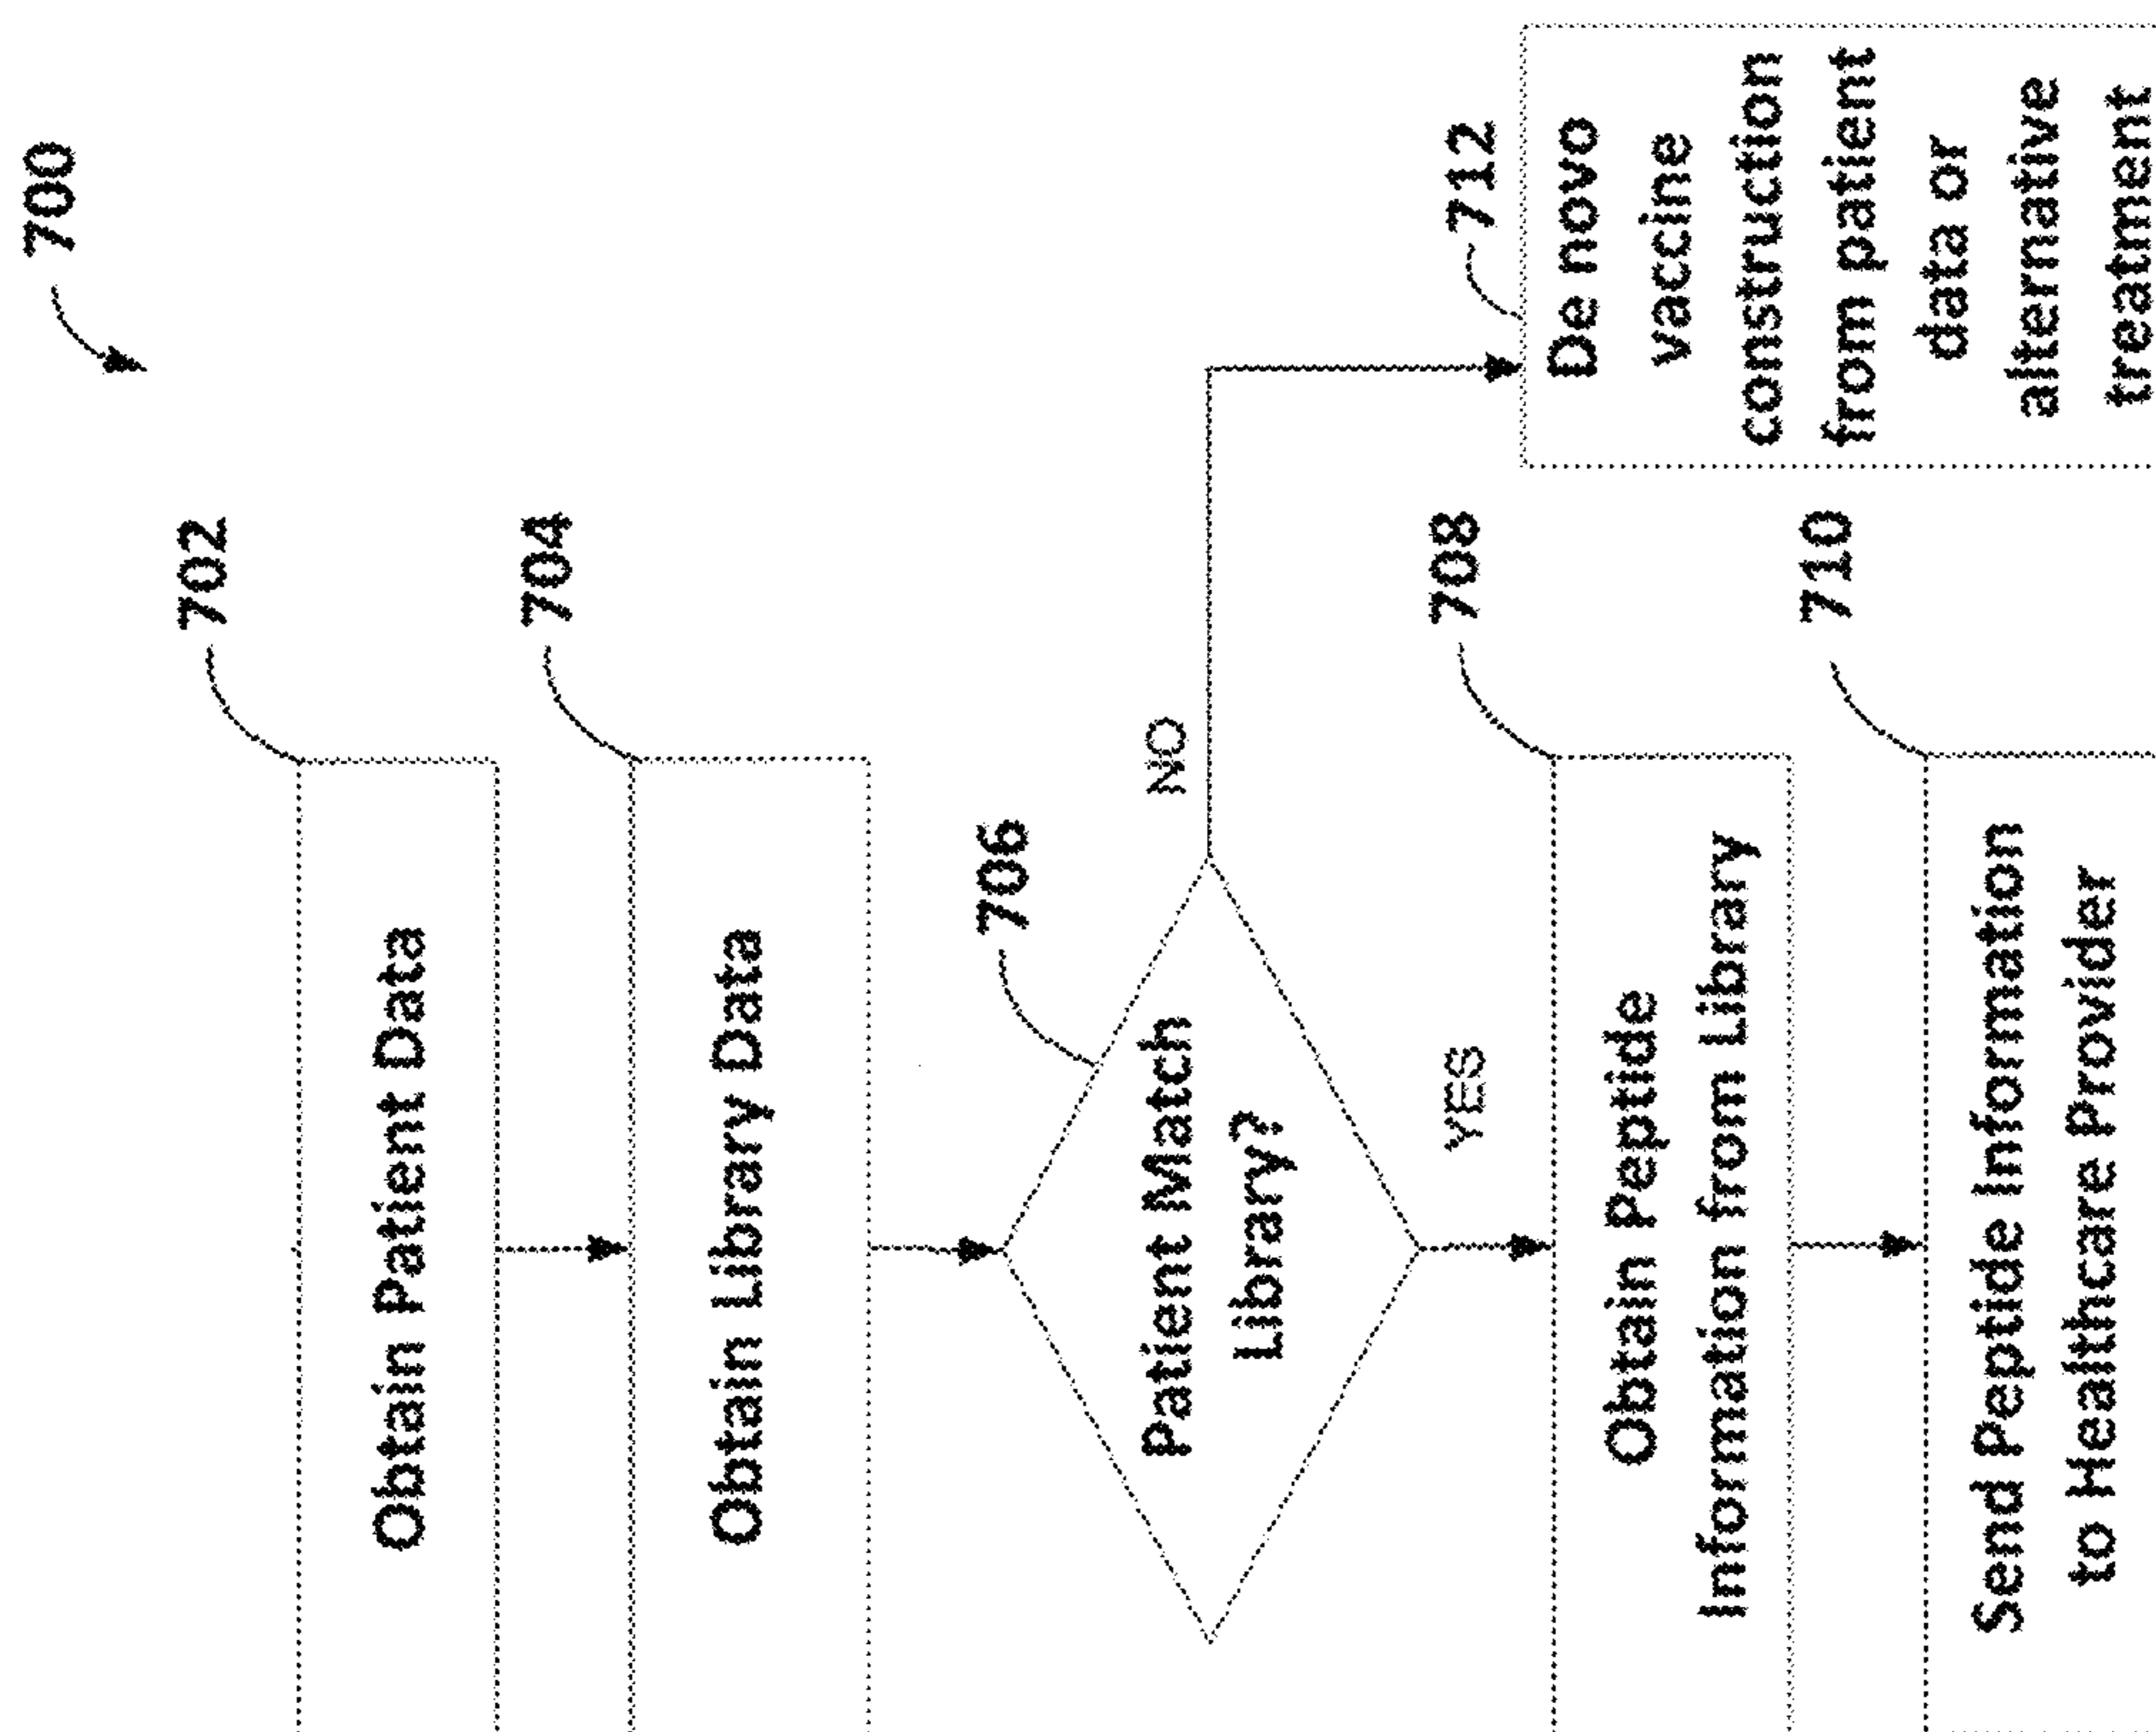 700
702
Obtain Patient Data
704
Obtain Library Data
706
Patient Match
Library?
NO
YES
708
Obtain Peptide
Information from Library
710
Send Peptide Information
to Healthcare Provider
712
De novo
vaccine
construction
from patient
data or
alternative
treatment